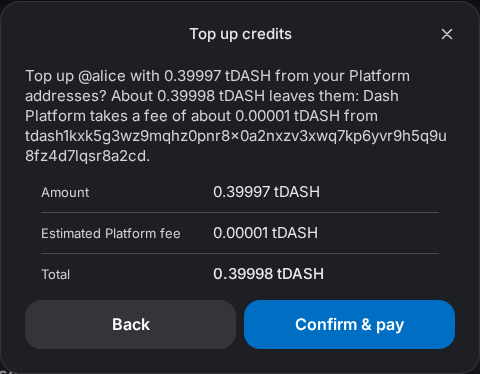 Top up credits
Top up @alice with 0.39997 tDASH from your Platform
addresses? About 0.39998 tDASH leaves them: Dash
Platform takes a fee of about 0.00001 tDASH from
tdash1kxk5g3wz9mqhz0pnr8×0a2nxzv3xwq7kp6yvr9h5q9u
8fz4d7lqsr8a2cd.
Amount 0.39997 tDASH
Estimated Platform fee 0.00001 tDASH
Total 0.39998 tDASH
Back Confirm & pay